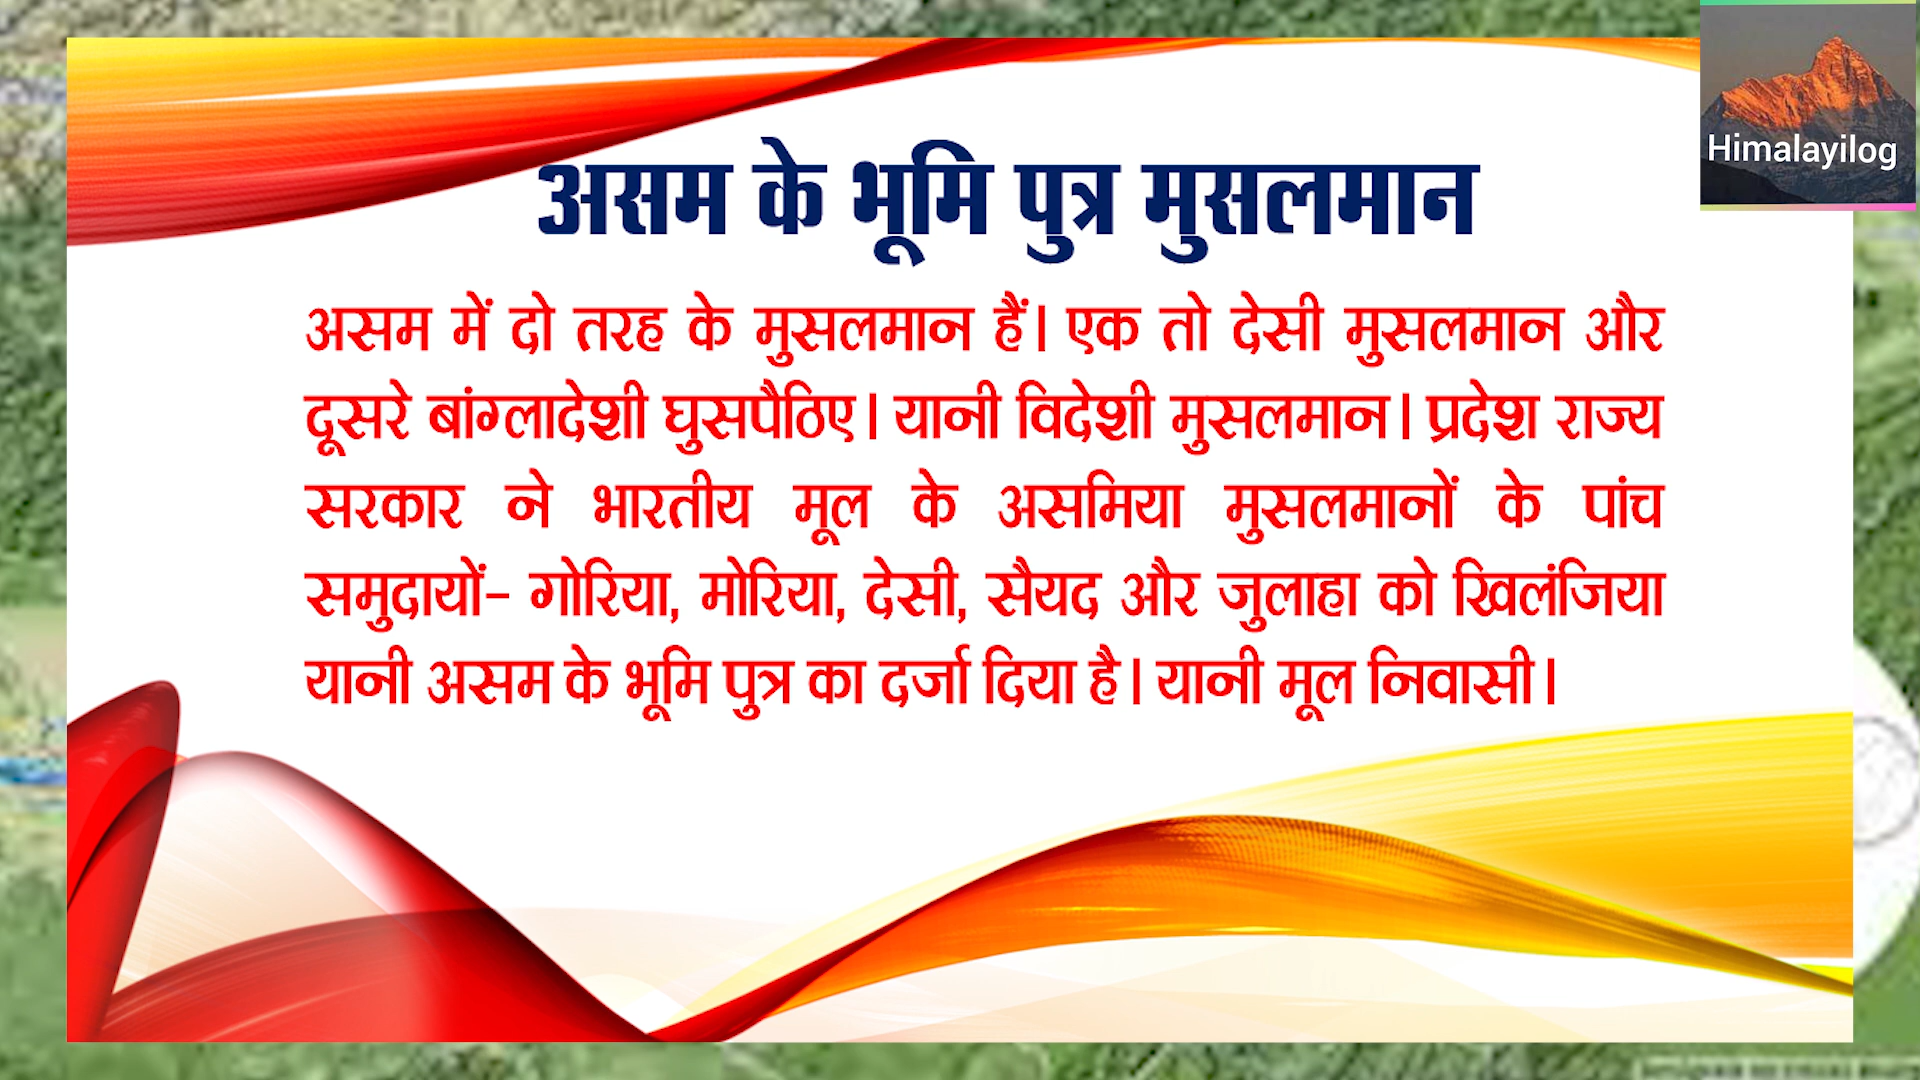 Himalayilog
असम के भूमि पुत्र मुसलमान
असम में दो तरह के मुसलमान हैं। एक तो देसी मुसलमान और
दूसरे बांग्लादेशी घुसपैठिए। यानी विदेशी मुसलमान। प्रदेश राज्य
सरकार ने भारतीय मूल के असमिया मुसलमानों के पांच
समुदायों- गोरिया, मोरिया, देसी, सैयद और जुलाहा को खिलंजिया
यानी असम के भूमि पुत्र का दर्जा दिया है। यानी मूल निवासी।